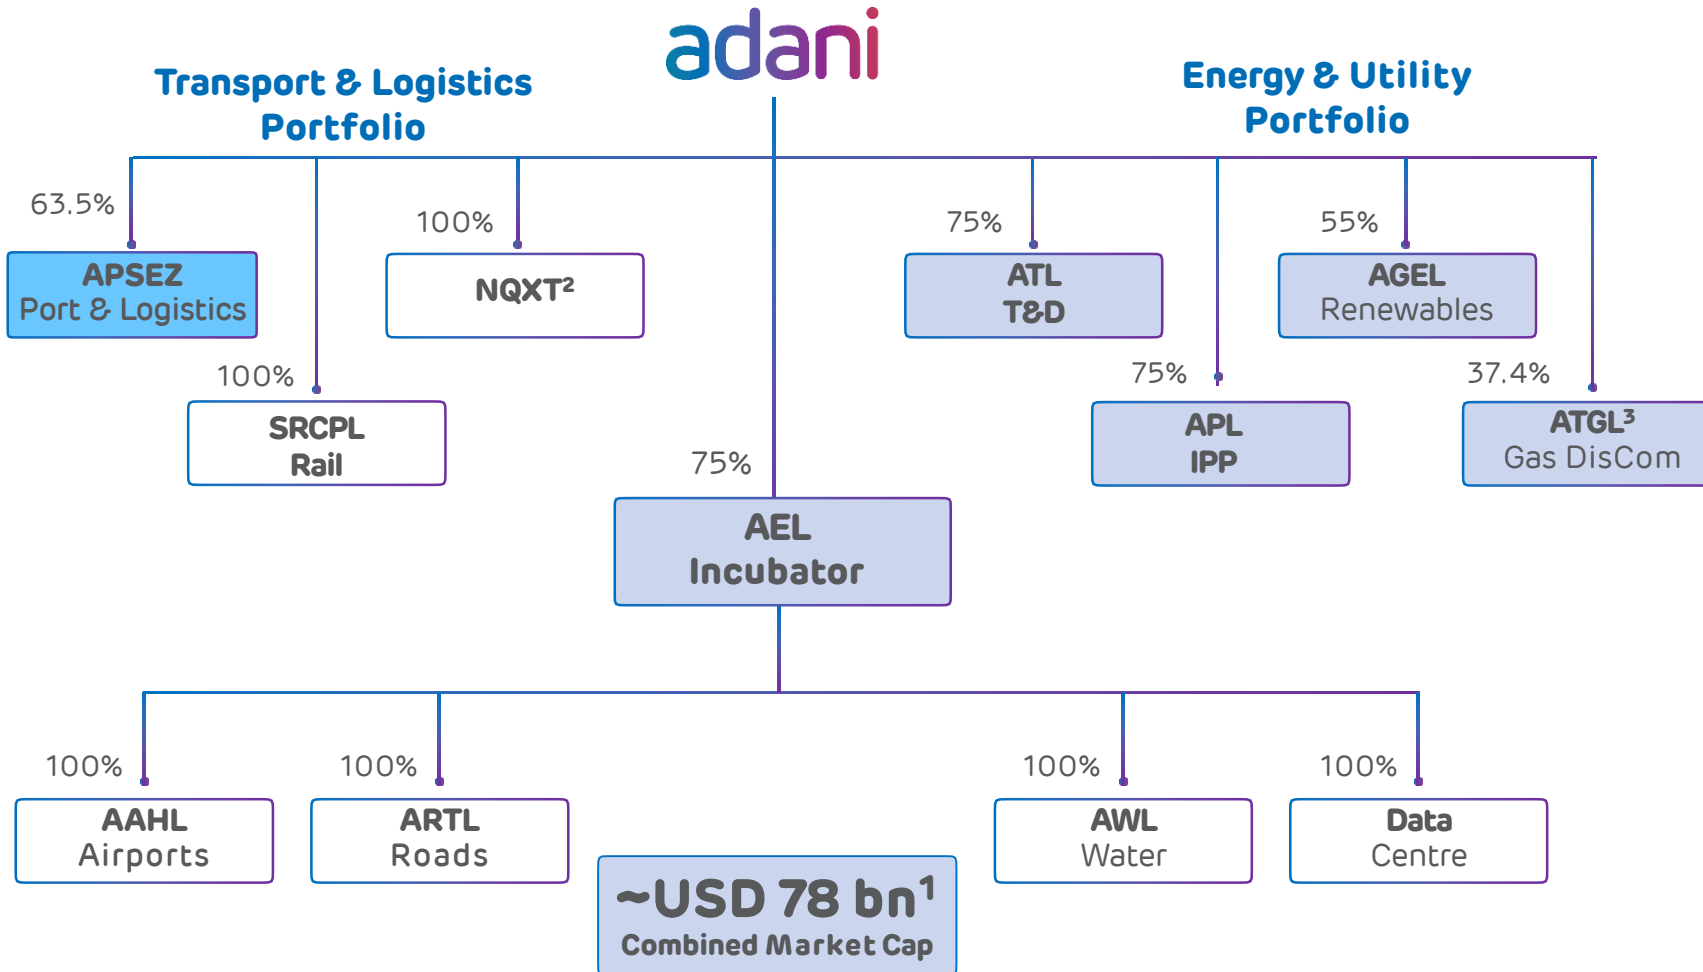 adani
Transport & Logistics
Portfolio
Energy & Utility
Portfolio
63.5%
APSEZ
Port & Logistics
100%
SRCPL
Rail
100%
NQXT²
75%
ATL
T&D
75%
APL
IPP
55%
AGEL
Renewables
37.4%
ATGL³
Gas DisCom
75%
AEL
Incubator
100%
AAHL
Airports
100%
ARTL
Roads
100%
AWL
Water
100%
Data
Centre
~USD 78 bn¹
Combined Market Cap